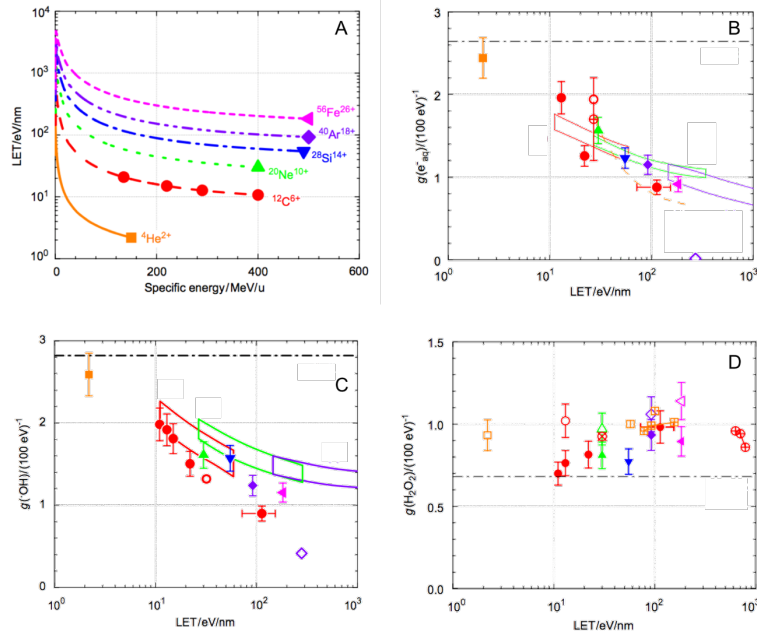 A
LET/eV/nm
10⁴
10³
10²
10¹
10⁰
⁵⁶Fe²⁶⁺
⁴⁰Ar¹⁸⁺
²⁸Si¹⁴⁺
²⁰Ne¹⁰⁺
¹²C⁶⁺
⁴He²⁺
0 200 400 600
Specific energy/MeV/u
B
g(e⁻aq)/(100 eV)⁻¹
3
2
1
0
10⁰ 10¹ 10² 10³
LET/eV/nm
C
g(·OH)/(100 eV)⁻¹
3
2
1
0
10⁰ 10¹ 10² 10³
LET/eV/nm
D
g(H₂O₂)/(100 eV)⁻¹
1.5
1.0
0.5
0.0
10⁰ 10¹ 10² 10³
LET/eV/nm